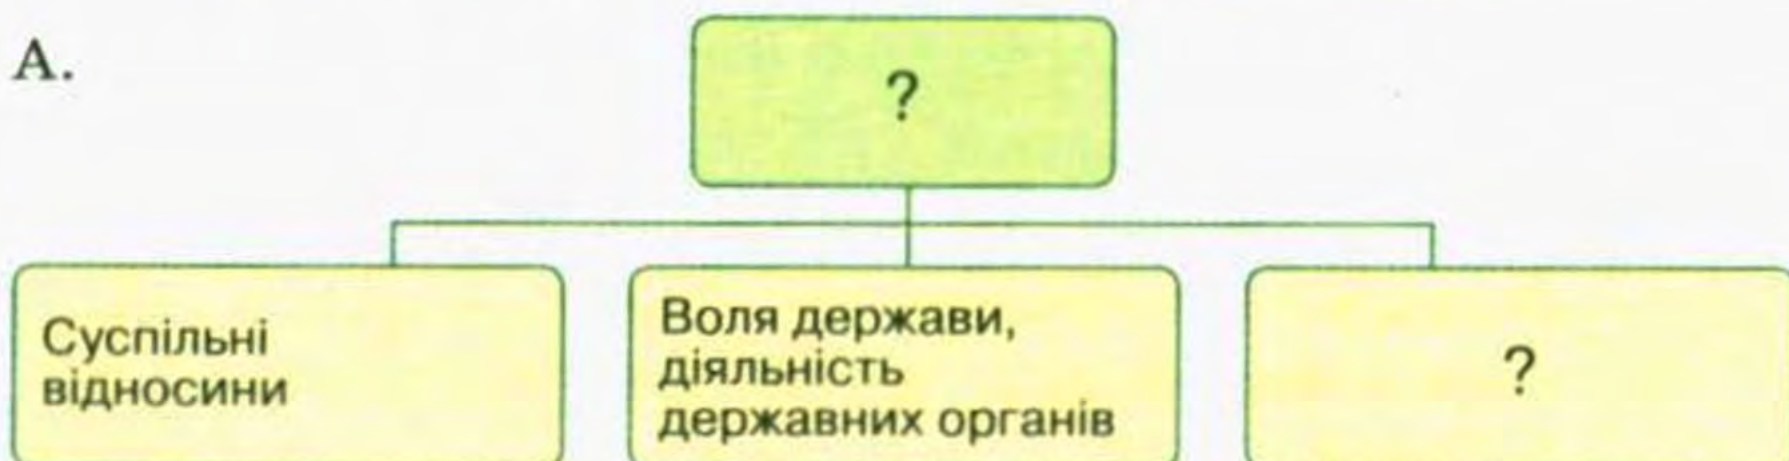 А.
?
Суспільні
відносини
Воля держави,
діяльність
державних органів
?